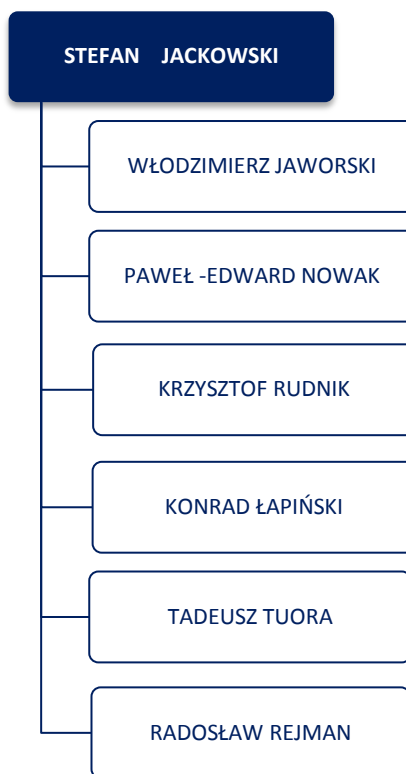 STEFAN JACKOWSKI
WŁODZIMIERZ JAWORSKI
PAWEŁ -EDWARD NOWAK
KRZYSZTOF RUDNIK
KONRAD ŁAPIŃSKI
TADEUSZ TUORA
RADOSŁAW REJMAN